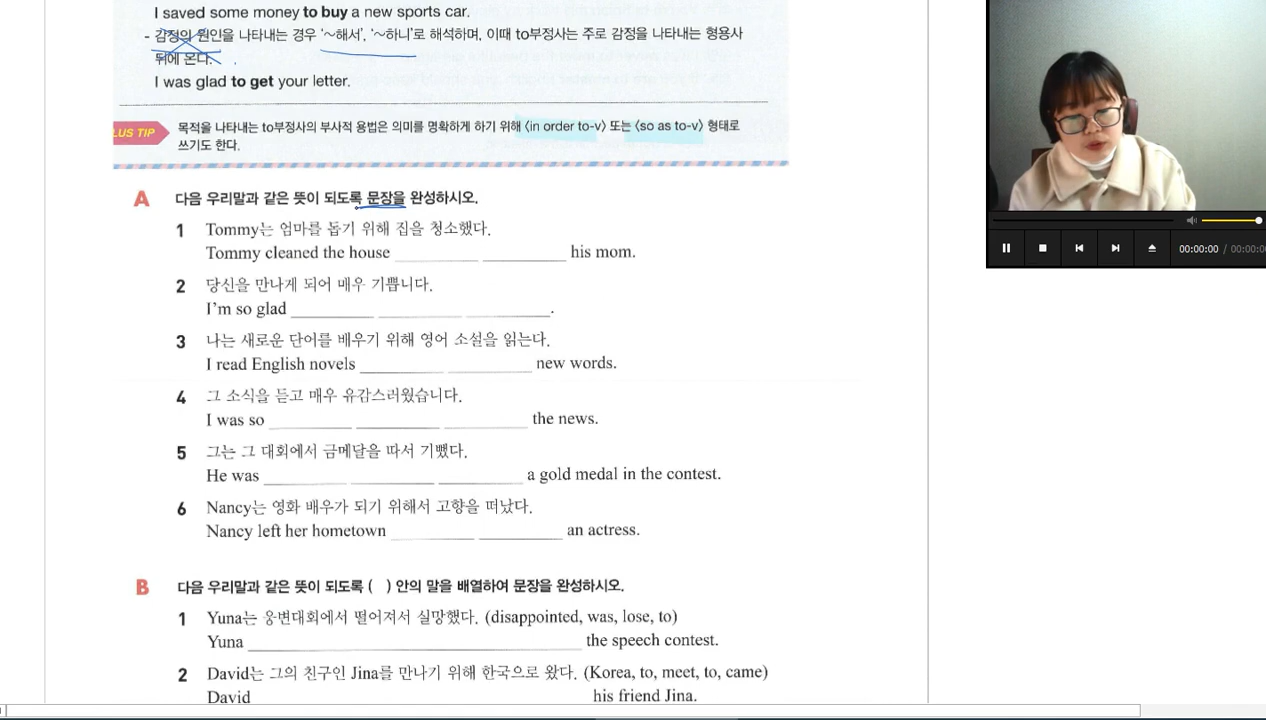 I saved some money to buy a new sports car.
- 감정의 원인을 나타내는 경우 '~해서', '~하니'로 해석하며, 이때 to부정사는 주로 감정을 나타내는 형용사
뒤에 온다.
I was glad to get your letter.
LUS TIP 목적을 나타내는 to부정사의 부사적 용법은 의미를 명확하게 하기 위해 〈in order to-v〉 또는 〈so as to-v〉 형태로
쓰기도 한다.
A 다음 우리말과 같은 뜻이 되도록 문장을 완성하시오.
1 Tommy는 엄마를 돕기 위해 집을 청소했다.
Tommy cleaned the house ________ ________ his mom.
2 당신을 만나게 되어 매우 기쁩니다.
I'm so glad ________ ________ ________.
3 나는 새로운 단어를 배우기 위해 영어 소설을 읽는다.
I read English novels ________ ________ new words.
4 그 소식을 듣고 매우 유감스러웠습니다.
I was so ________ ________ ________ the news.
5 그는 그 대회에서 금메달을 따서 기뻤다.
He was ________ ________ ________ a gold medal in the contest.
6 Nancy는 영화 배우가 되기 위해서 고향을 떠났다.
Nancy left her hometown ________ ________ an actress.
B 다음 우리말과 같은 뜻이 되도록 ( ) 안의 말을 배열하여 문장을 완성하시오.
1 Yuna는 웅변대회에서 떨어져서 실망했다. (disappointed, was, lose, to)
Yuna ________________ the speech contest.
2 David는 그의 친구인 Jina를 만나기 위해 한국으로 왔다. (Korea, to, meet, to, came)
David his friend Jina.
00:00:00 / 00:00:0